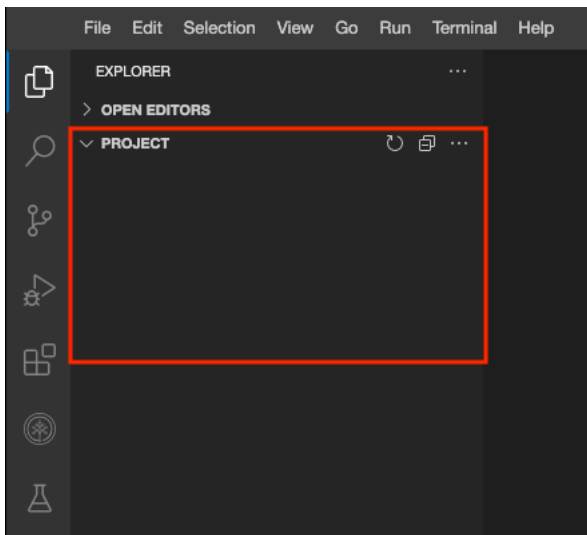 File Edit Selection View Go Run Terminal Help
EXPLORER
OPEN EDITORS
PROJECT